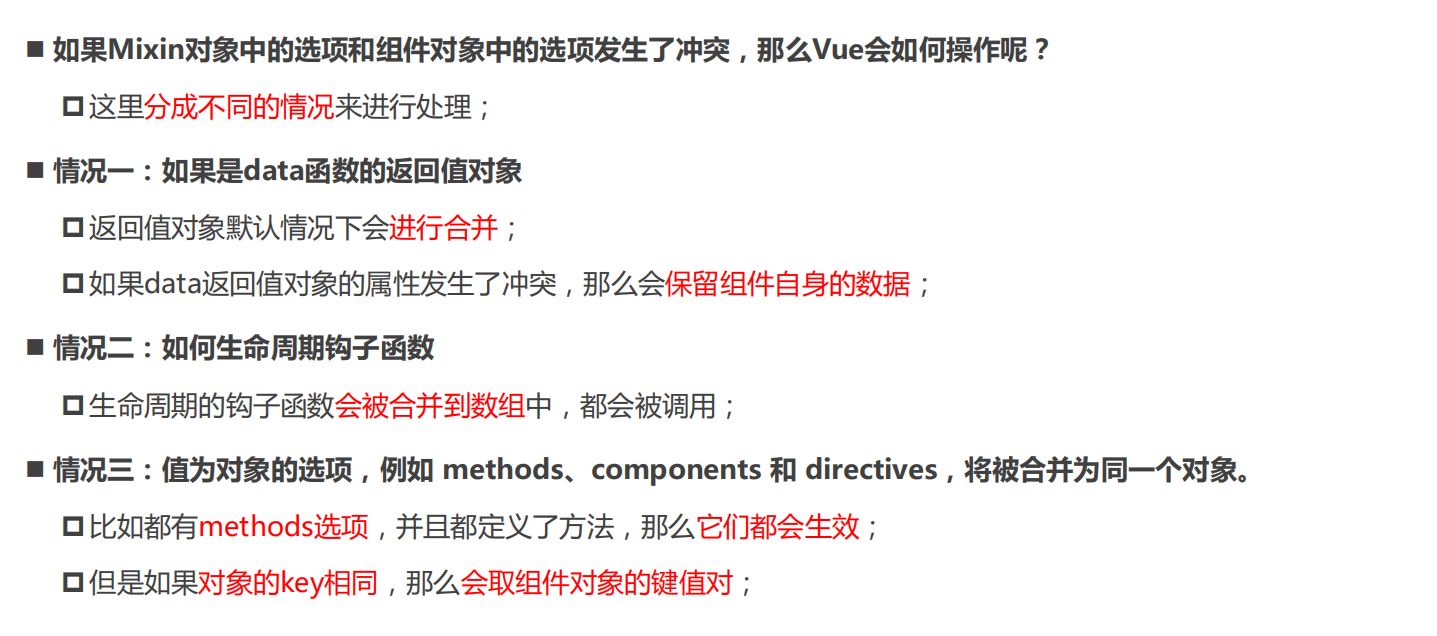 ■ 如果Mixin对象中的选项和组件对象中的选项发生了冲突，那么Vue会如何操作呢？
这里分成不同的情况来进行处理；
■ 情况一：如果是data函数的返回值对象
返回值对象默认情况下会进行合并；
如果data返回值对象的属性发生了冲突，那么会保留组件自身的数据；
■ 情况二：如何生命周期钩子函数
生命周期的钩子函数会被合并到数组中，都会被调用；
■ 情况三：值为对象的选项，例如 methods、components 和 directives，将被合并为同一个对象。
比如都有methods选项，并且都定义了方法，那么它们都会生效；
但是如果对象的key相同，那么会取组件对象的键值对；